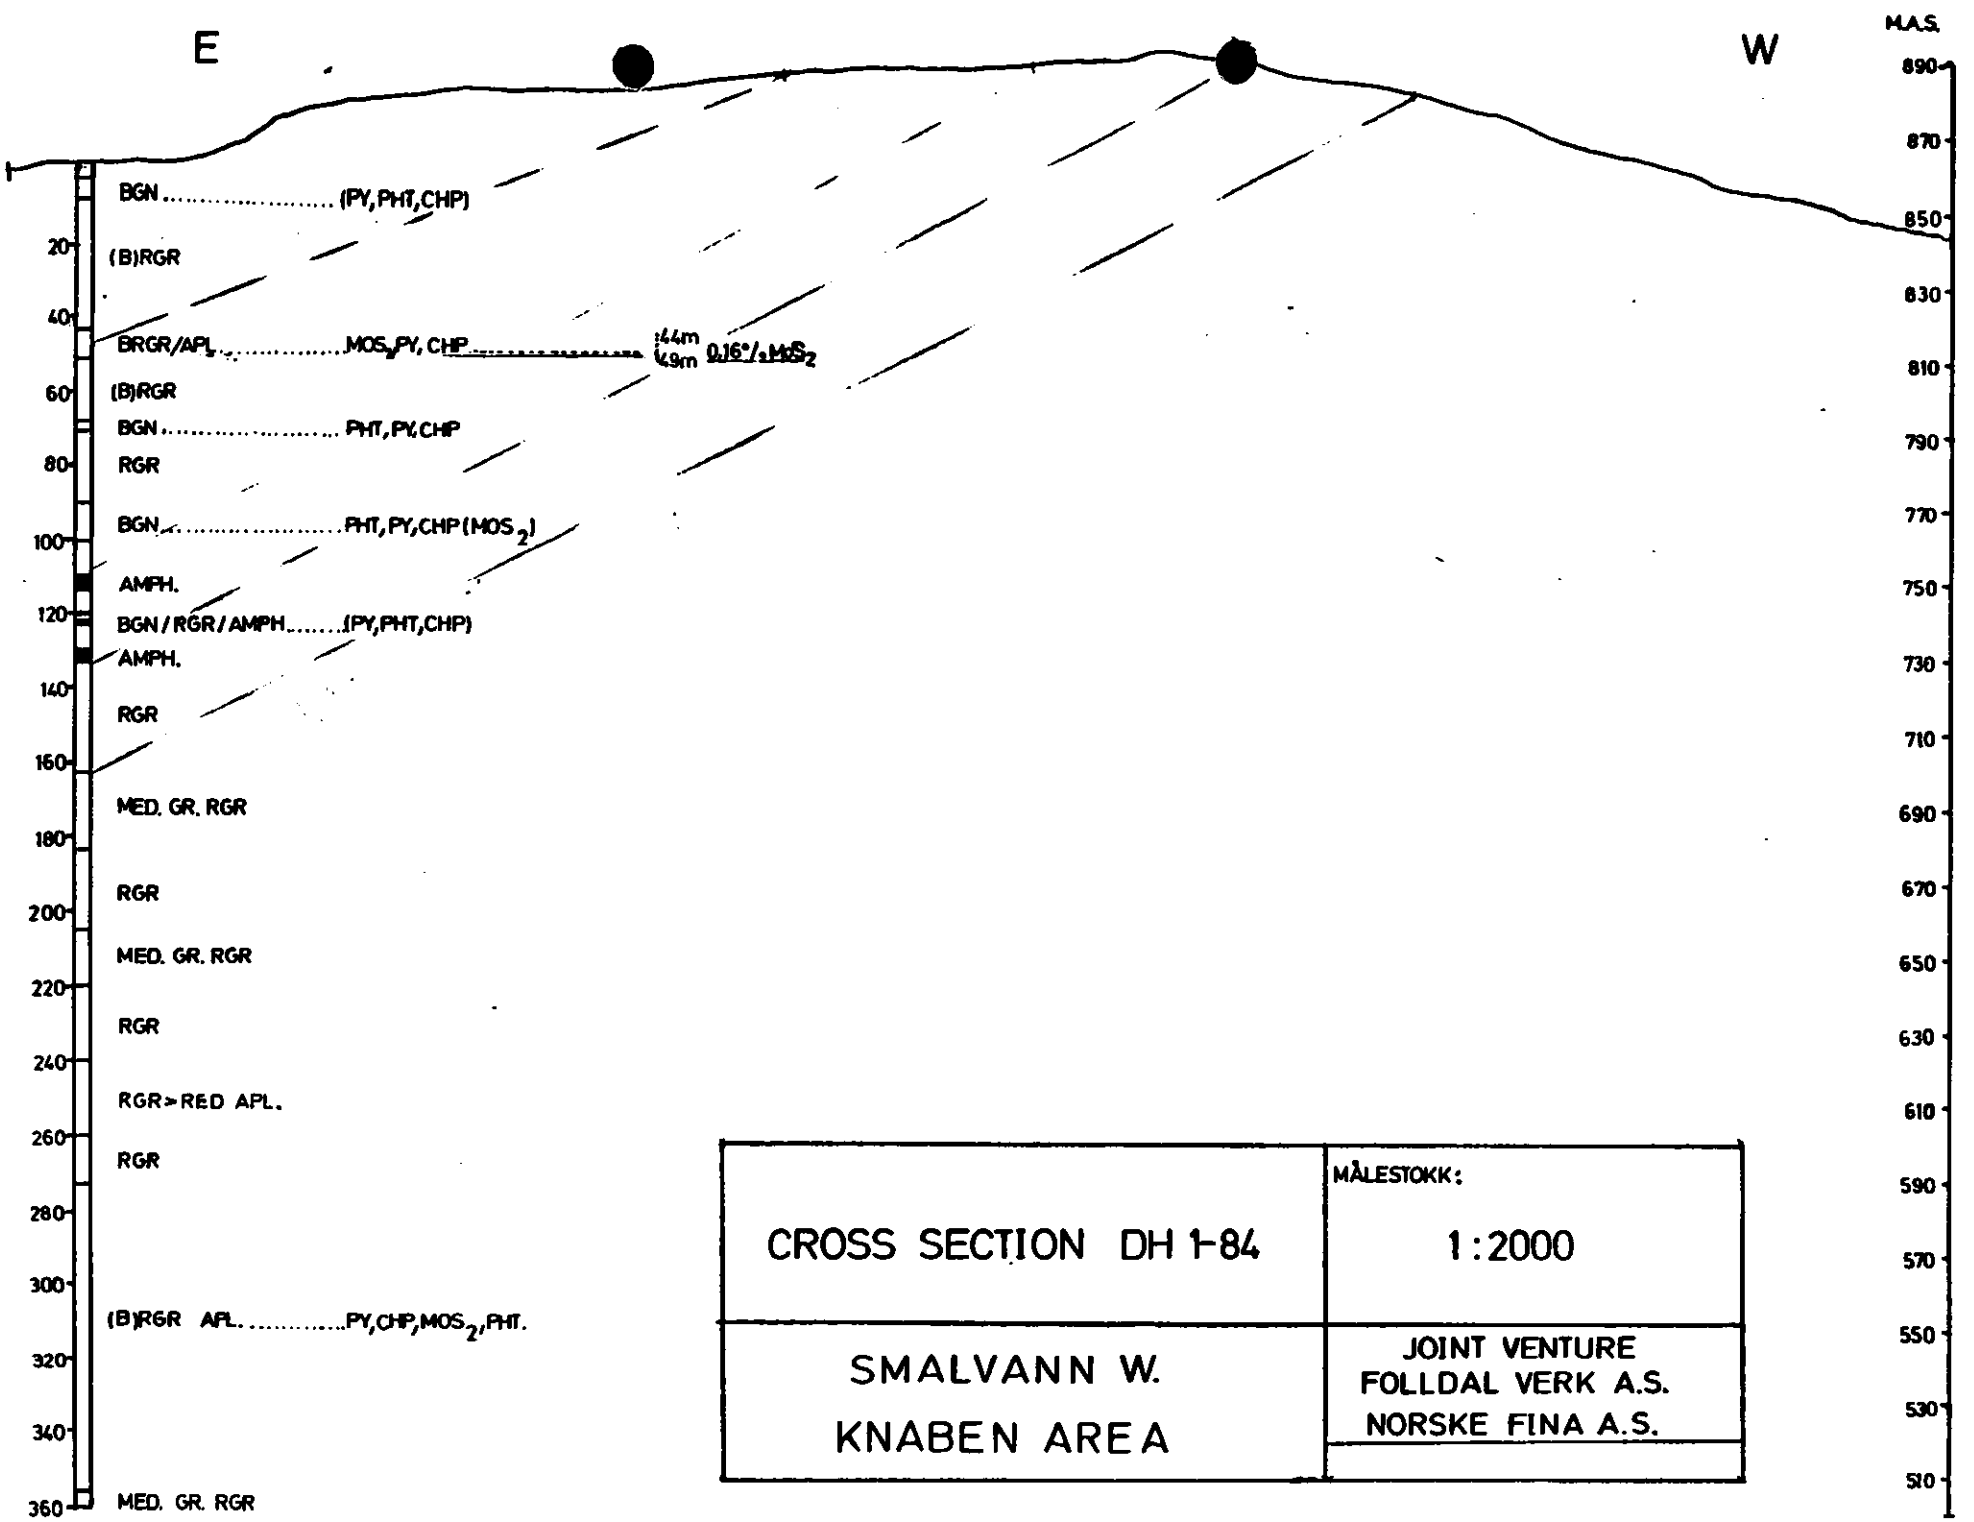 E
W
M.A.S.
890
870
850
830
810
790
770
750
730
710
690
670
650
630
610
590
570
550
530
510
BGN..................(PY,PHT,CHP)
20
(B)RGR
40
BRGR/APL..................MOS2,PY,CHP..................
44m
49m 0,16% MoS2
60
(B)RGR
BGN..................PHT,PY,CHP
80
RGR
BGN..................PHT,PY,CHP(MOS2)
100
AMPH.
120
BGN/RGR/AMPH.......(PY,PHT,CHP)
AMPH.
140
RGR
160
MED. GR. RGR
180
RGR
200
MED. GR. RGR
220
RGR
240
RGR>RED APL.
260
RGR
280
300
(B)RGR APL...........PY,CHP,MOS2,PHT.
320
340
360
MED. GR. RGR
CROSS SECTION DH 1-84
MÅLESTOKK:
1:2000
SMALVANN W.
KNABEN AREA
JOINT VENTURE
FOLLDAL VERK A.S.
NORSKE FINA A.S.